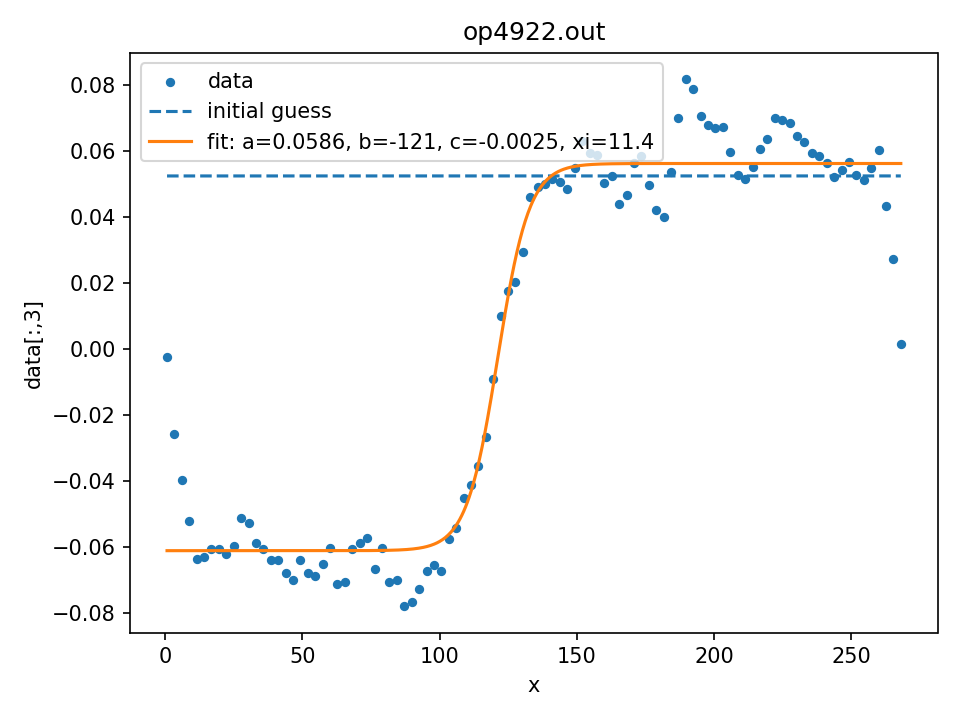 op4922.out
data
initial guess
fit: a=0.0586, b=-121, c=-0.0025, xi=11.4
0.08
0.06
0.04
0.02
0.00
−0.02
−0.04
−0.06
−0.08
data[:,3]
0 50 100 150 200 250
x